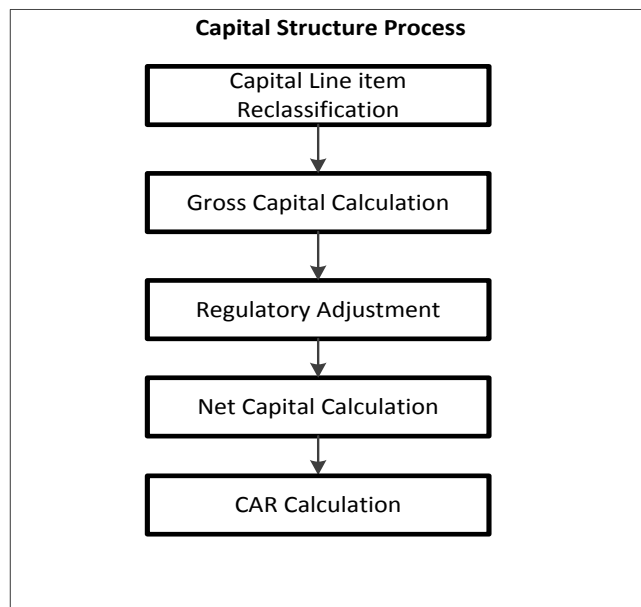 Capital Structure Process
Capital Line item
Reclassification
Gross Capital Calculation
Regulatory Adjustment
Net Capital Calculation
CAR Calculation